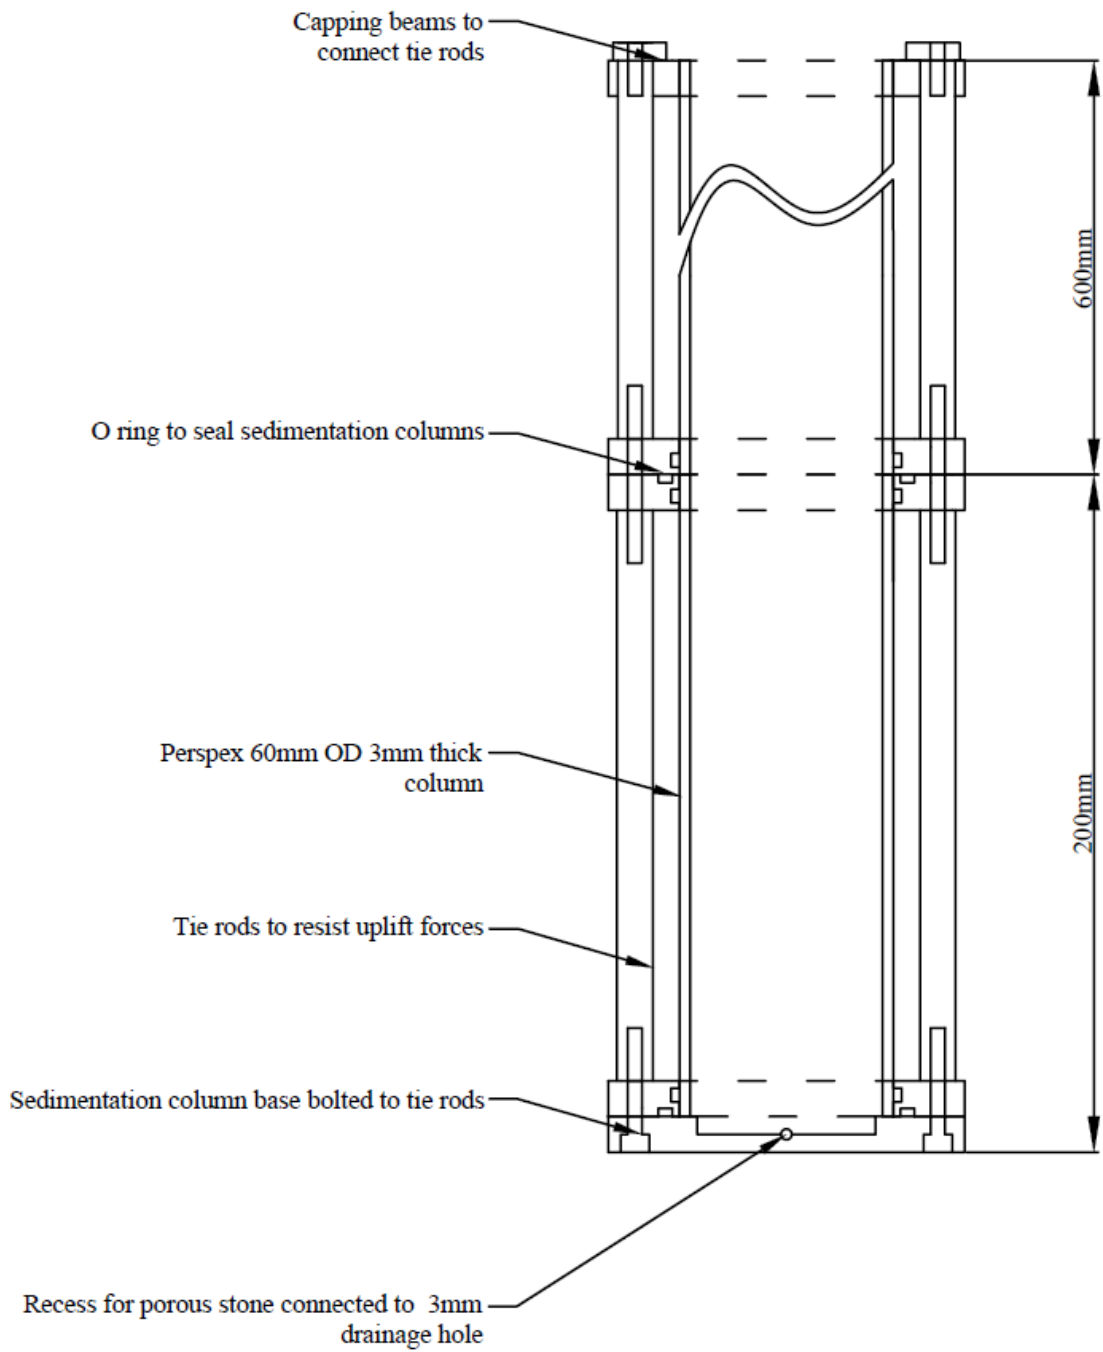 Capping beams to
connect tie rods
600mm
O ring to seal sedimentation columns
Perspex 60mm OD 3mm thick
column
200mm
Tie rods to resist uplift forces
Sedimentation column base bolted to tie rods
Recess for porous stone connected to 3mm
drainage hole